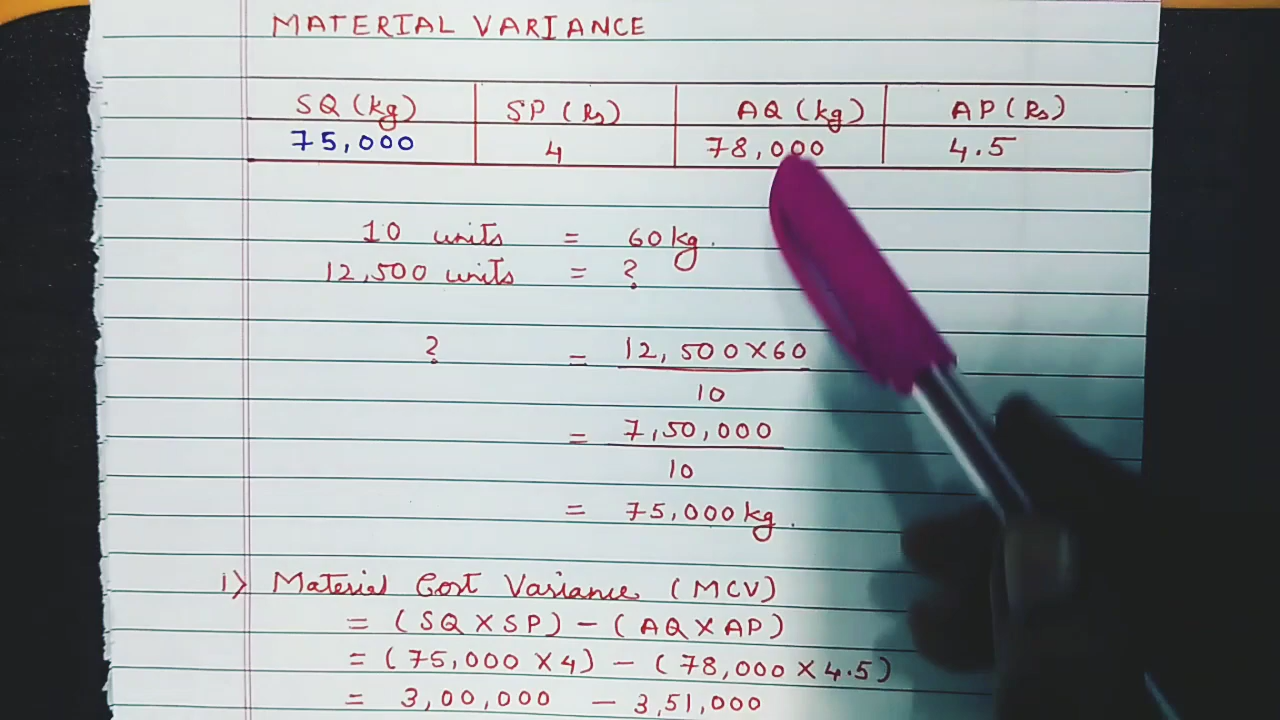 MATERIAL VARIANCE
SQ (kg) SP (Rs) AQ (kg) AP (Rs)
75,000 4 78,000 4.5
10 units = 60 kg.
12,500 units = ?
? = 12,500 X 60
10
= 7,50,000
10
= 75,000 kg.
i) Material Cost Variance (MCV)
= (SQ X SP) - (AQ X AP)
= (75,000 X 4) - (78,000 X 4.5)
= 3,00,000 - 3,51,000